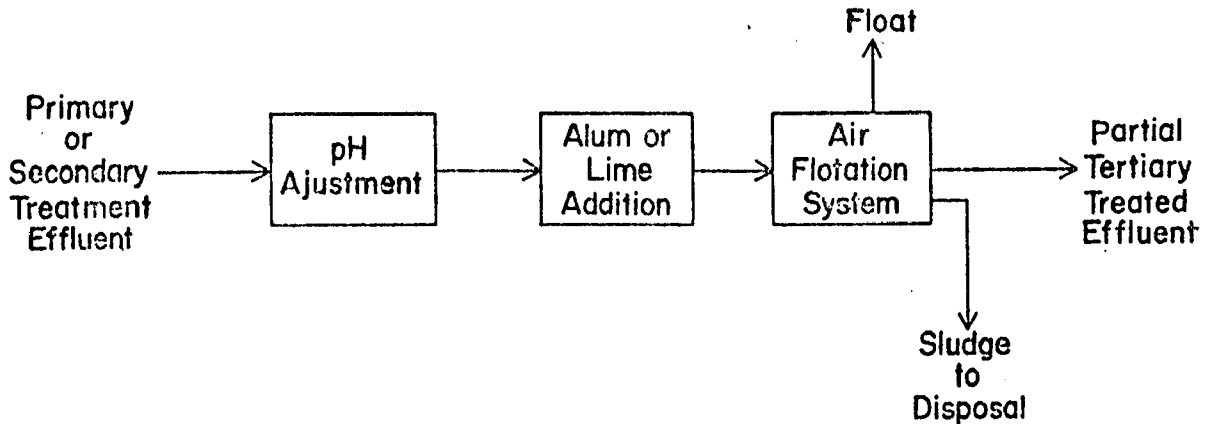 Float
Primary
or
Secondary
Treatment
Effluent
pH
Ajustment
Alum or
Lime
Addition
Air
Flotation
System
Partial
Tertiary
Treated
Effluent
Sludge
to
Disposal